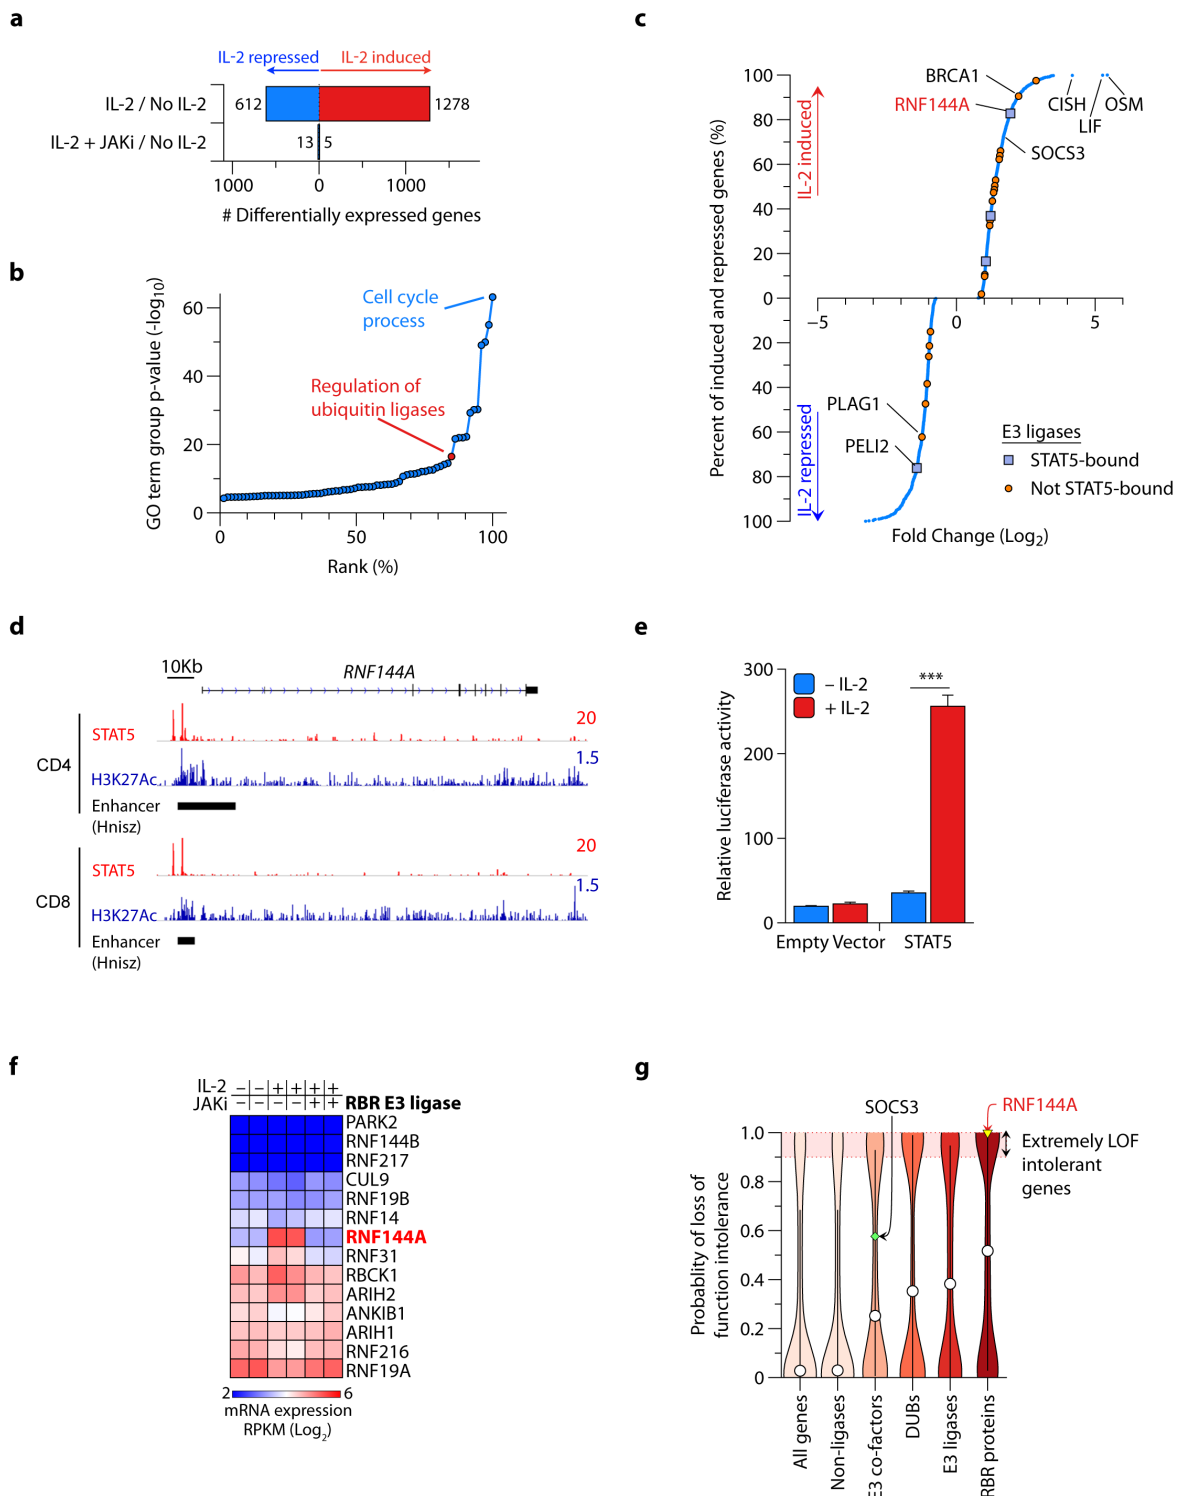 a
IL-2 repressed
IL-2 induced
IL-2 / No IL-2
612
1278
IL-2 + JAKi / No IL-2
13
5
1000
0
1000
# Differentially expressed genes
b
GO term group p-value (-log10)
60
40
20
0
Cell cycle
process
Regulation of
ubiquitin ligases
0
50
100
Rank (%)
c
Percent of induced and repressed genes (%)
IL-2 induced
IL-2 repressed
100
80
60
40
20
0
20
40
60
80
100
BRCA1
RNF144A
CISH
OSM
LIF
SOCS3
−5
0
5
PLAG1
PELI2
E3 ligases
STAT5-bound
Not STAT5-bound
Fold Change (Log2)
d
10Kb
RNF144A
CD4
STAT5
20
H3K27Ac
1.5
Enhancer
(Hnisz)
CD8
STAT5
20
H3K27Ac
1.5
Enhancer
(Hnisz)
e
Relative luciferase activity
300
200
100
0
– IL-2
+ IL-2
***
Empty Vector
STAT5
f
IL-2 – – + + + +
JAKi – – – – + +
RBR E3 ligase
PARK2
RNF144B
RNF217
CUL9
RNF19B
RNF14
RNF144A
RNF31
RBCK1
ARIH2
ANKIB1
ARIH1
RNF216
RNF19A
2
6
mRNA expression
RPKM (Log2)
g
Probablity of loss of
function intolerance
1.0
0.8
0.6
0.4
0.2
0
SOCS3
RNF144A
Extremely LOF
intolerant
genes
All genes
Non-ligases
E3 co-factors
DUBs
E3 ligases
RBR proteins